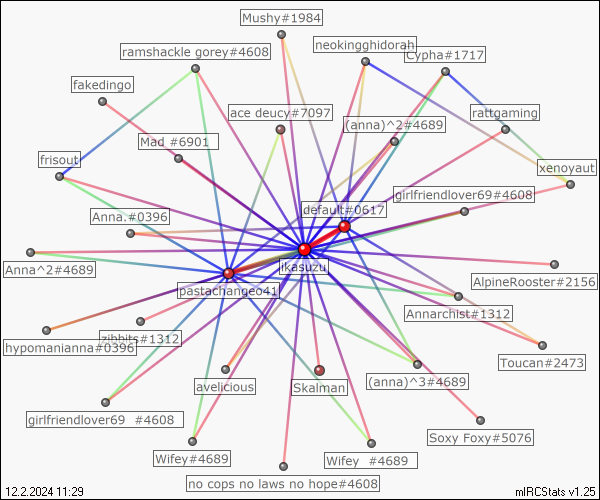 Mushy#1984
neokingghidorah
ramshackle gorey#4608
Cypha#1717
fakedingo
ace deucy#7097
rattgaming
(anna)^2#4689
Mad_#6901
frisout
xenoyaut
girlfriendlover69#4608
default#0617
Anna.#0396
ikasuzu
Anna^2#4689
AlpineRooster#2156
pastachangeo41
Annarchist#1312
zibbits#1312
hypomanianna#0396
Toucan#2473
(anna)^3#4689
avelicious
Skalman
girlfriendlover69 #4608
Soxy Foxy#5076
Wifey#4689
Wifey #4689
no cops no laws no hope#4608
12.2.2024 11:29
mIRCStats v1.25